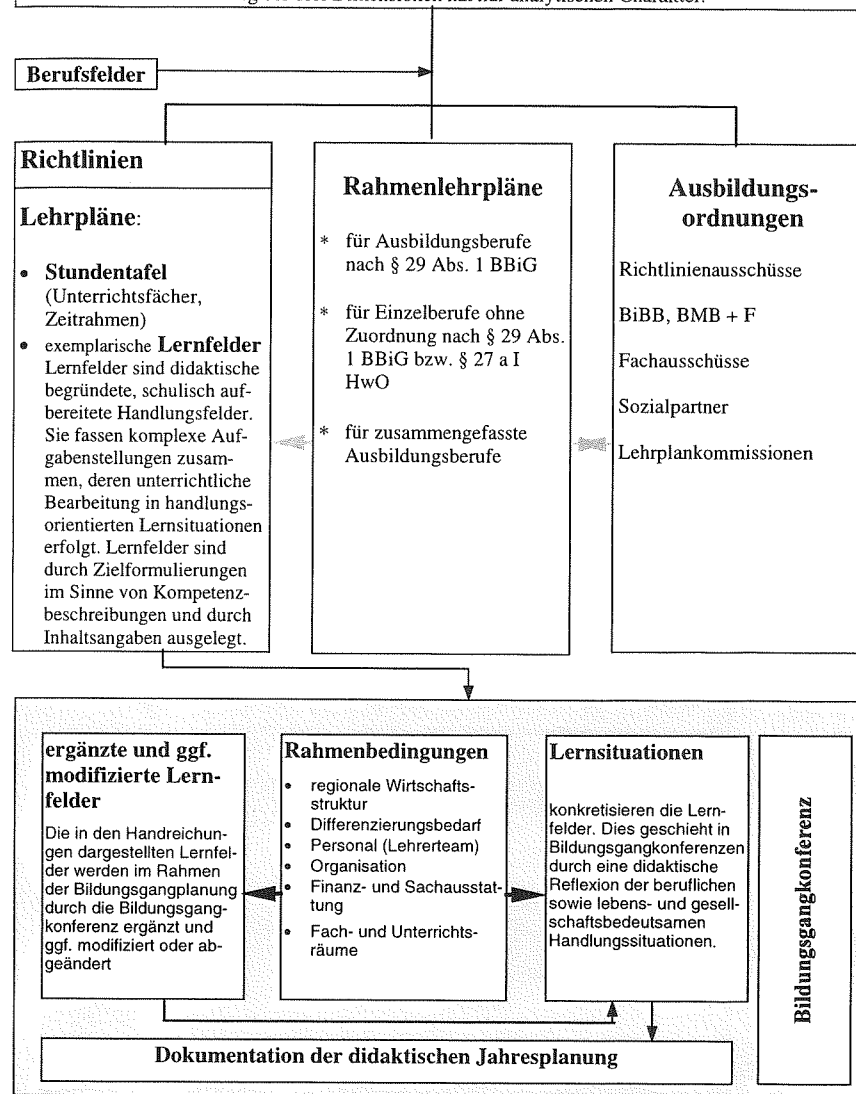 Dimensionen nur analytischen Charakter.
Berufsfelder
Richtlinien
Lehrpläne:
• Stundentafel
(Unterrichtsfächer,
Zeitrahmen)
• exemplarische Lernfelder
Lernfelder sind didaktische
begründete, schulisch auf-
bereitete Handlungsfelder.
Sie fassen komplexe Auf-
gabenstellungen zusam-
men, deren unterrichtliche
Bearbeitung in handlungs-
orientierten Lernsituationen
erfolgt. Lernfelder sind
durch Zielformulierungen
im Sinne von Kompetenz-
beschreibungen und durch
Inhaltsangaben ausgelegt.
Rahmenlehrpläne
* für Ausbildungsberufe
nach § 29 Abs. 1 BBiG
* für Einzelberufe ohne
Zuordnung nach § 29 Abs.
1 BBiG bzw. § 27 a I
HwO
* für zusammengefasste
Ausbildungsberufe
Ausbildungs-
ordnungen
Richtlinienausschüsse
BiBB, BMB + F
Fachausschüsse
Sozialpartner
Lehrplankommissionen
ergänzte und ggf.
modifizierte Lern-
felder
Die in den Handreichun-
gen dargestellten Lernfel-
der werden im Rahmen
der Bildungsgangplanung
durch die Bildungsgang-
konferenz ergänzt und
ggf. modifiziert oder ab-
geändert
Rahmenbedingungen
• regionale Wirtschafts-
struktur
• Differenzierungsbedarf
• Personal (Lehrerteam)
• Organisation
• Finanz- und Sachausstat-
tung
• Fach- und Unterrichts-
räume
Lernsituationen
konkretisieren die Lern-
felder. Dies geschieht in
Bildungsgangkonferenzen
durch eine didaktische
Reflexion der beruflichen
sowie lebens- und gesell-
schaftsbedeutsamen
Handlungssituationen.
Bildungsgangkonferenz
Dokumentation der didaktischen Jahresplanung